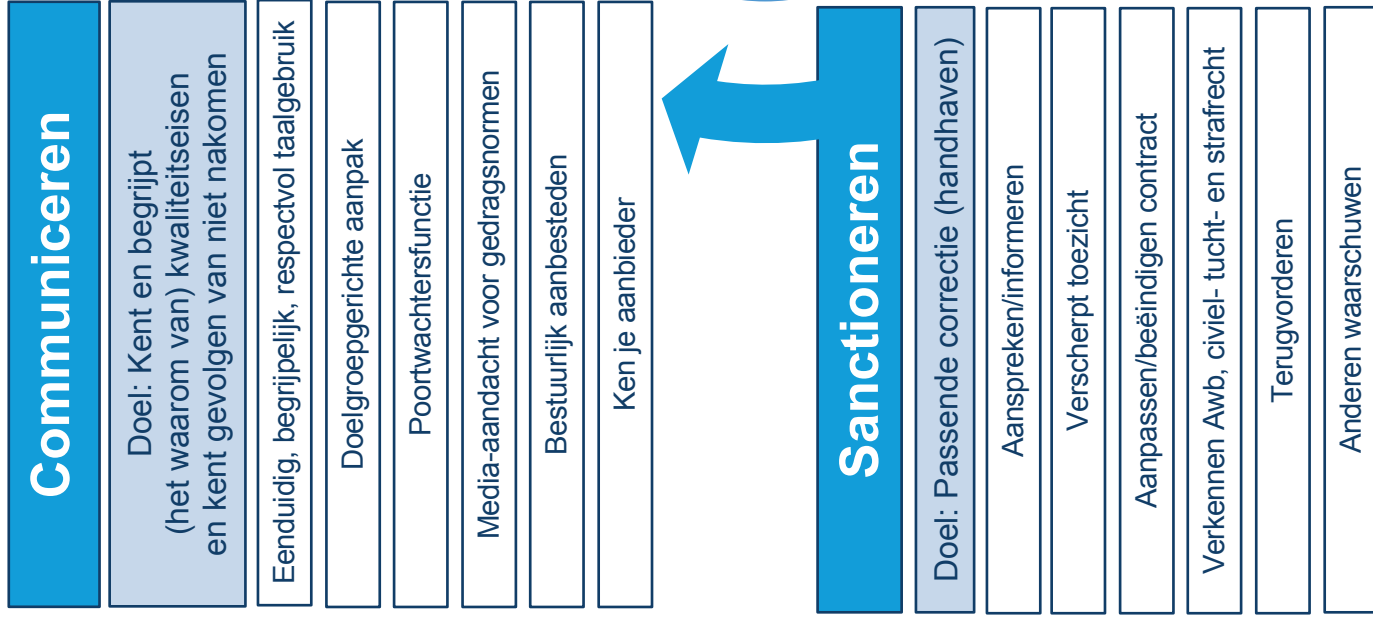 Communiceren
Doel: Kent en begrijpt
(het waarom van) kwaliteitseisen
en kent gevolgen van niet nakomen
Eenduidig, begrijpelijk, respectvol taalgebruik
Doelgroepgerichte aanpak
Poortwachtersfunctie
Media-aandacht voor gedragsnormen
Bestuurlijk aanbesteden
Ken je aanbieder
Sanctioneren
Doel: Passende correctie (handhaven)
Aanspreken/informeren
Verscherpt toezicht
Aanpassen/beëindigen contract
Verkennen Awb, civiel- tucht- en strafrecht
Terugvorderen
Anderen waarschuwen